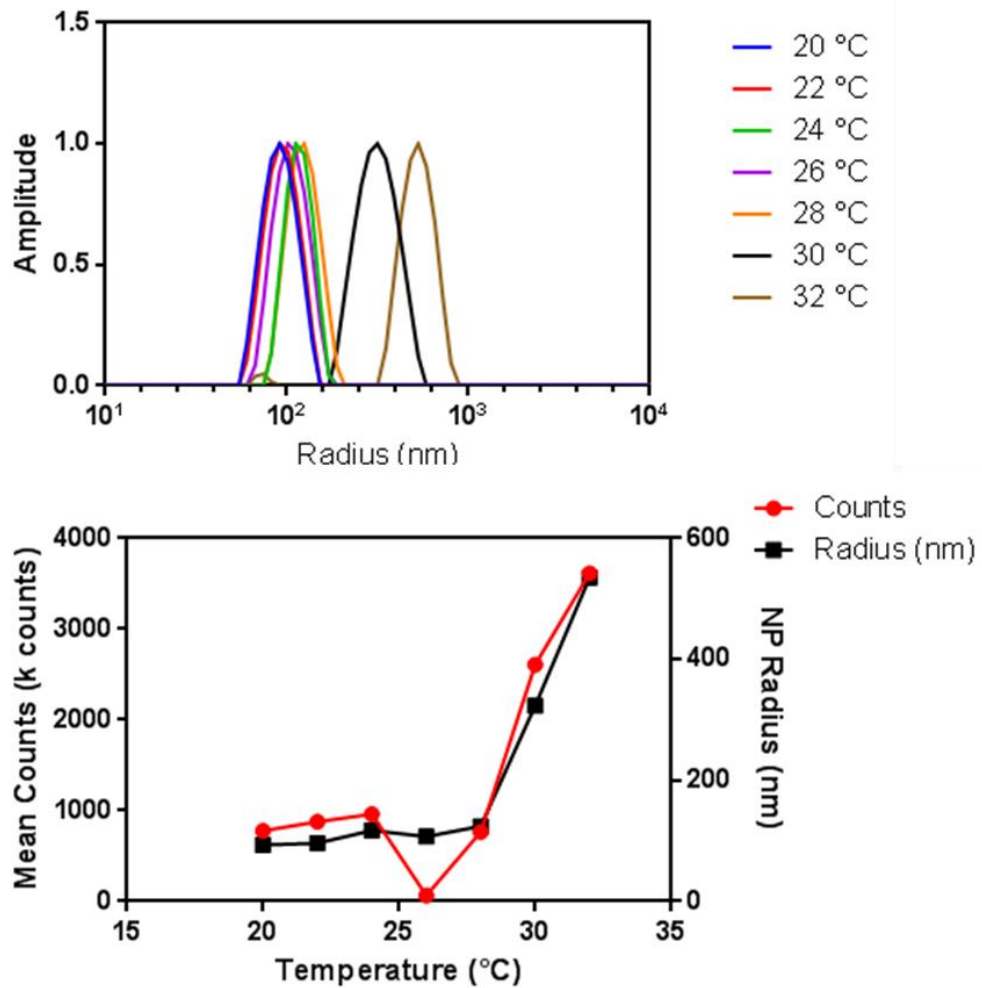 1.5
1.0
0.5
0.0
Amplitude
10¹ 10² 10³ 10⁴
Radius (nm)
20 °C
22 °C
24 °C
26 °C
28 °C
30 °C
32 °C
Counts
Radius (nm)
4000
3000
2000
1000
0
Mean Counts (k counts)
600
400
200
0
NP Radius (nm)
15 20 25 30 35
Temperature (°C)